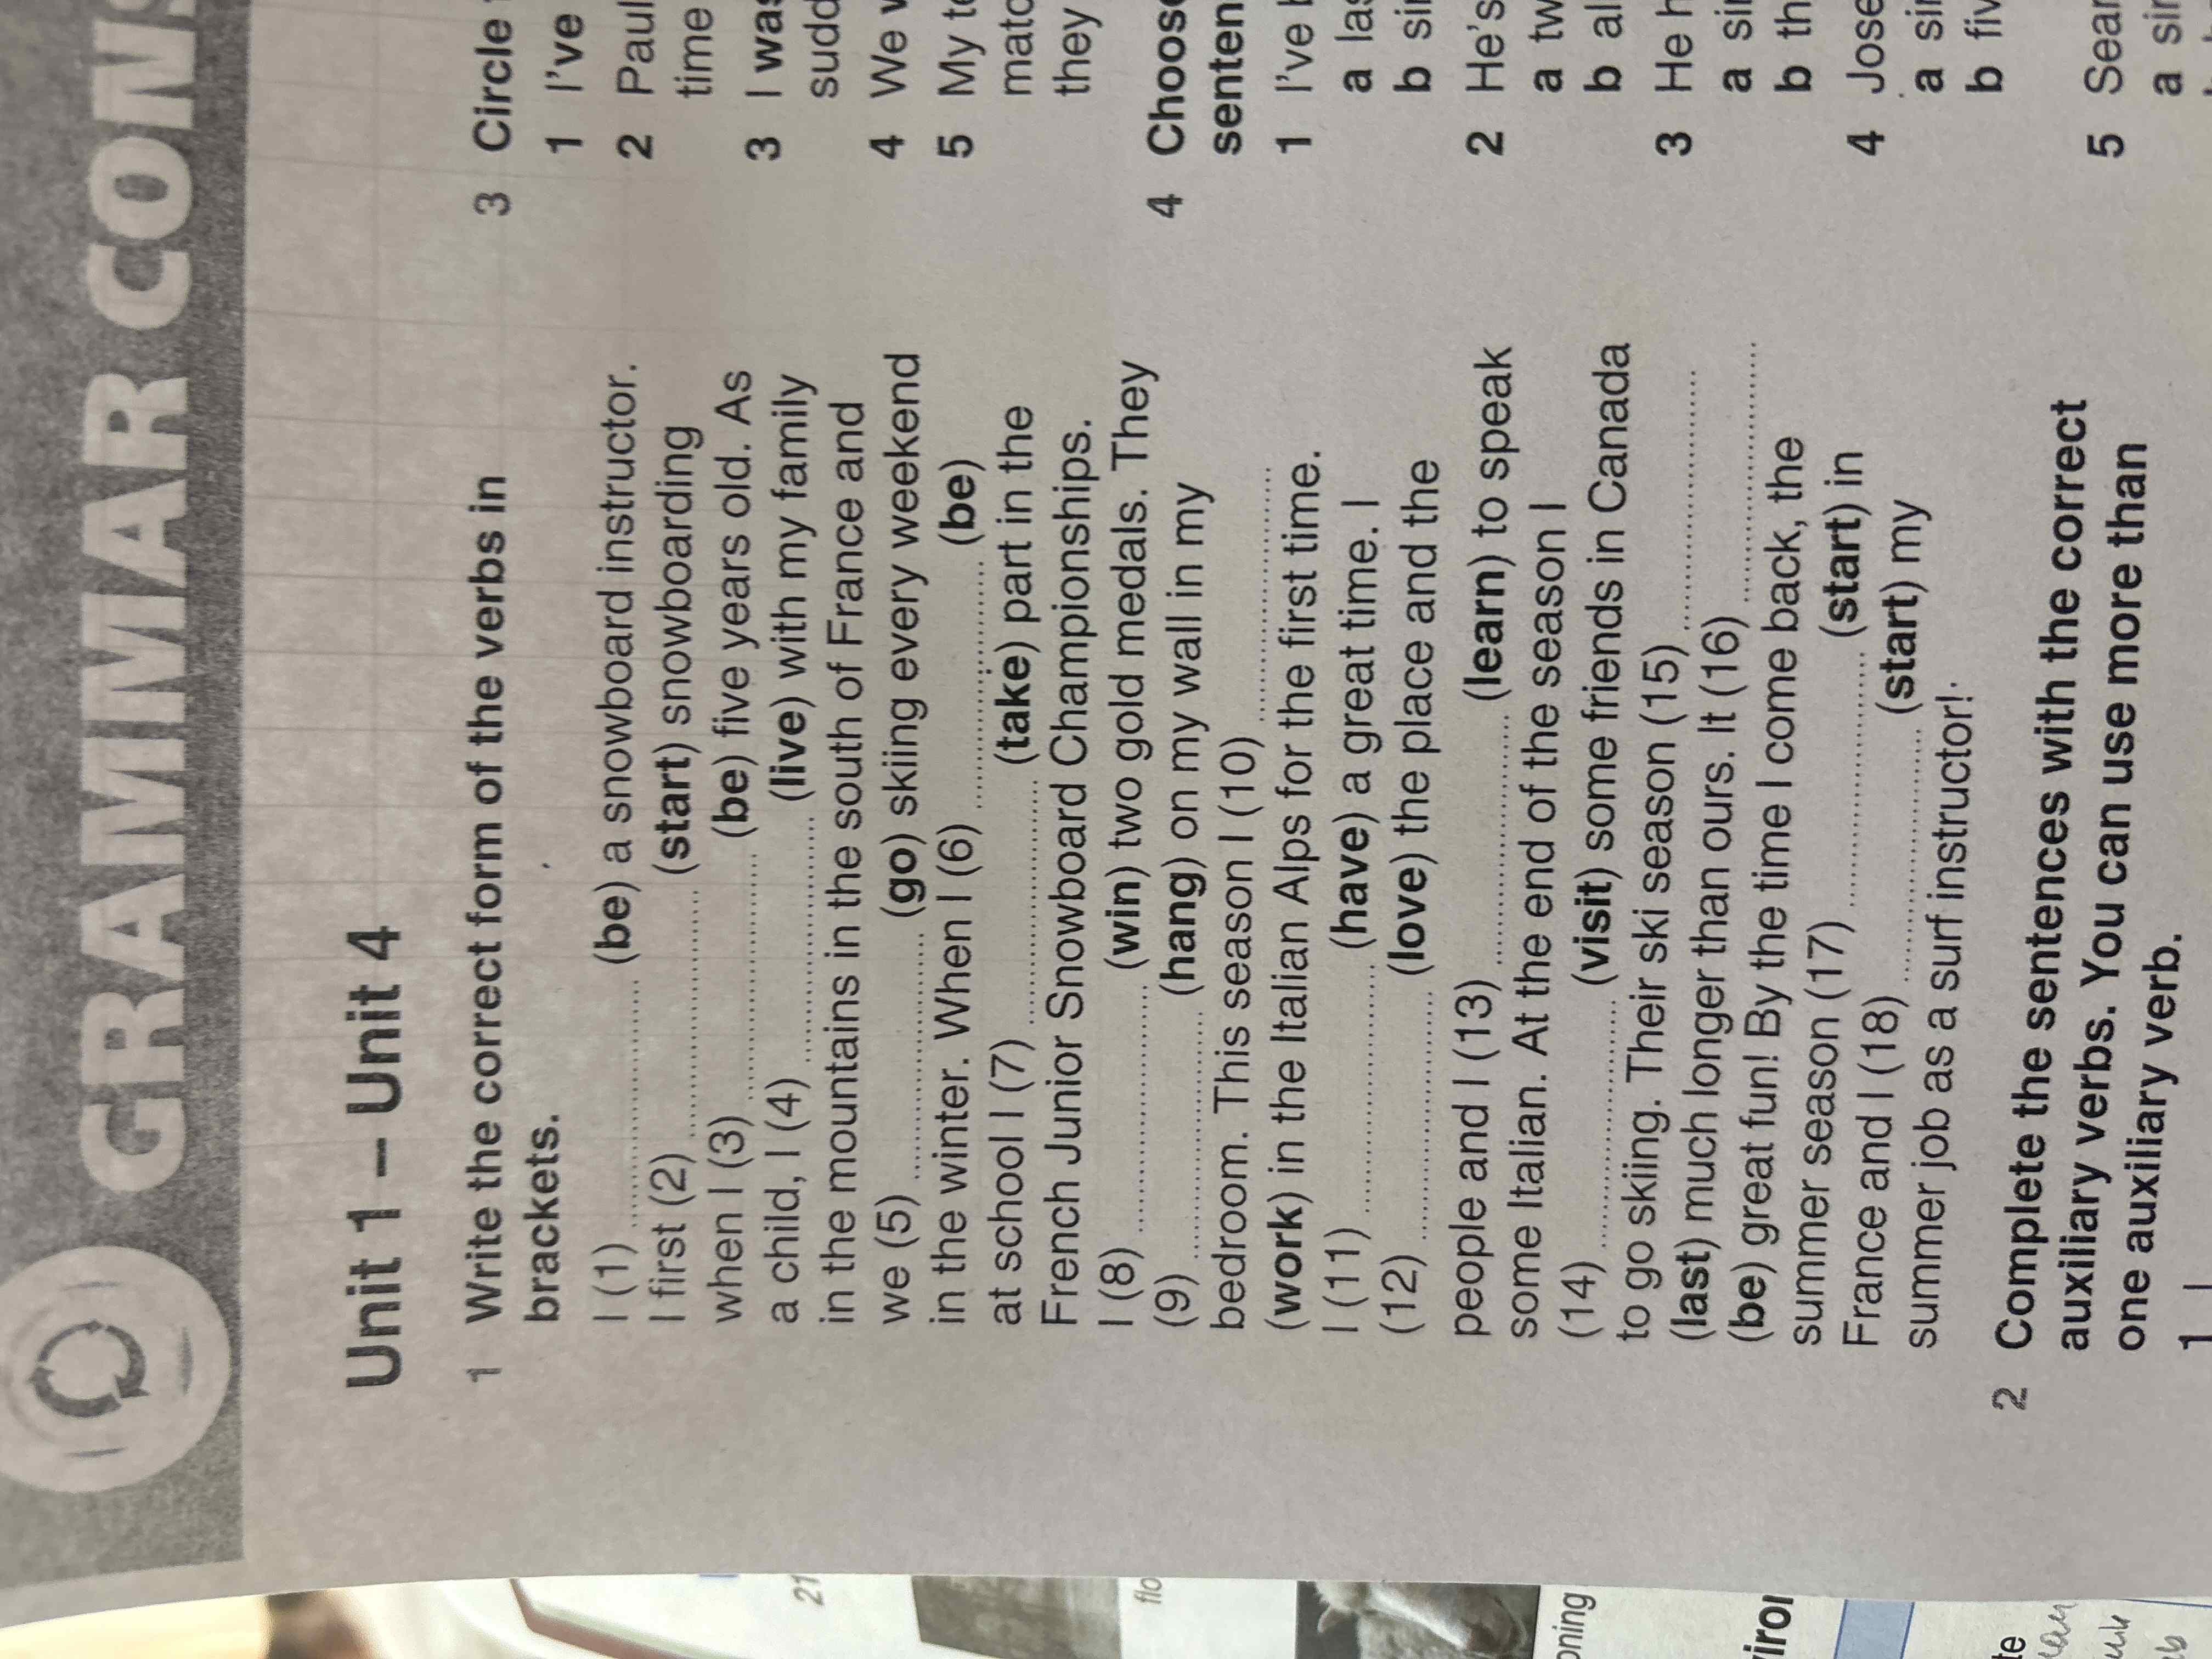 GRAMMAR CONS
Unit 1 – Unit 4
1 Write the correct form of the verbs in
brackets.
I (1) .................... (be) a snowboard instructor.
I first (2) .................... (start) snowboarding
when I (3) .................... (be) five years old. As
a child, I (4) .................... (live) with my family
in the mountains in the south of France and
we (5) .................... (go) skiing every weekend
in the winter. When I (6) .................... (be)
at school I (7) .................... (take) part in the
French Junior Snowboard Championships.
I (8) .................... (win) two gold medals. They
(9) .................... (hang) on my wall in my
bedroom. This season I (10) ....................
(work) in the Italian Alps for the first time.
I (11) .................... (have) a great time. I
(12) .................... (love) the place and the
people and I (13) .................... (learn) to speak
some Italian. At the end of the season I
(14) .................... (visit) some friends in Canada
to go skiing. Their ski season (15) ....................
(last) much longer than ours. It (16) ....................
(be) great fun! By the time I come back, the
summer season (17) .................... (start) in
France and I (18) .................... (start) my
summer job as a surf instructor!
2 Complete the sentences with the correct
auxiliary verbs. You can use more than
one auxiliary verb.
1 I
3 Circle
1 I've
2 Paul
time
3 I was
sudd
4 We
5 My t
matc
they
4 Choose
senten
1 I've
a las
b sin
2 He's
a tw
b al
3 He h
a sin
b th
4 Jose
a sin
b fiv
5 Sear
a sin
21
flo
oning
viron
te